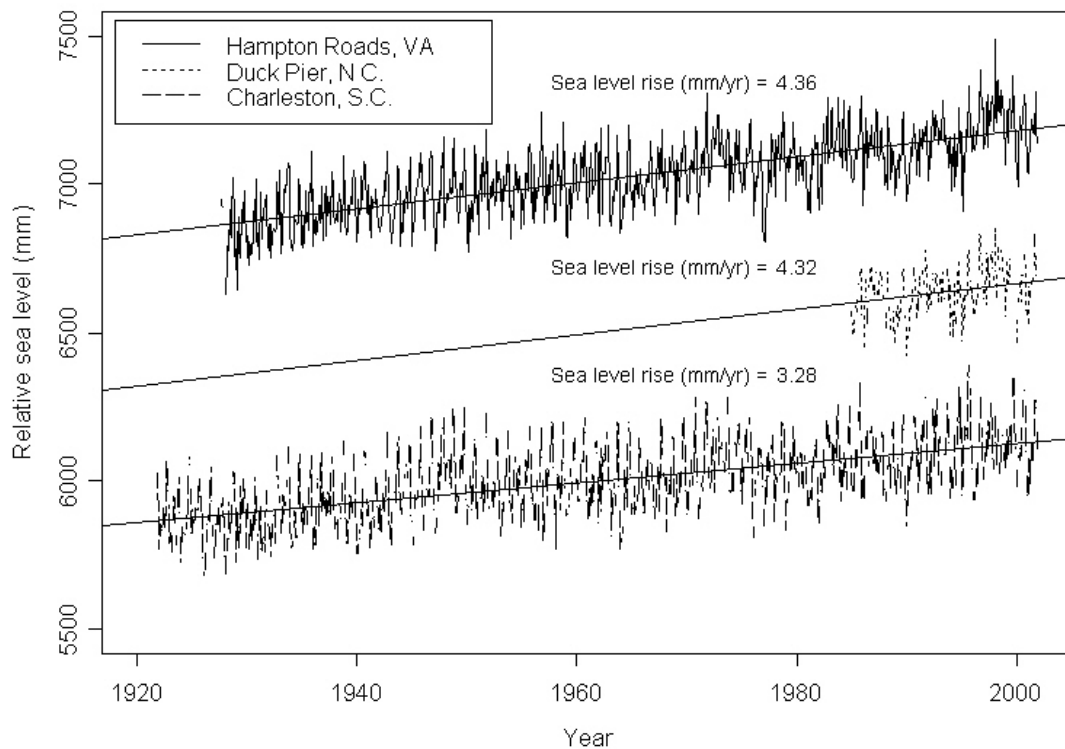 Hampton Roads, VA
Duck Pier, N.C.
Charleston, S.C.
Sea level rise (mm/yr) = 4.36
Sea level rise (mm/yr) = 4.32
Sea level rise (mm/yr) = 3.28
Relative sea level (mm)
7500
7000
6500
6000
5500
1920
1940
1960
1980
2000
Year